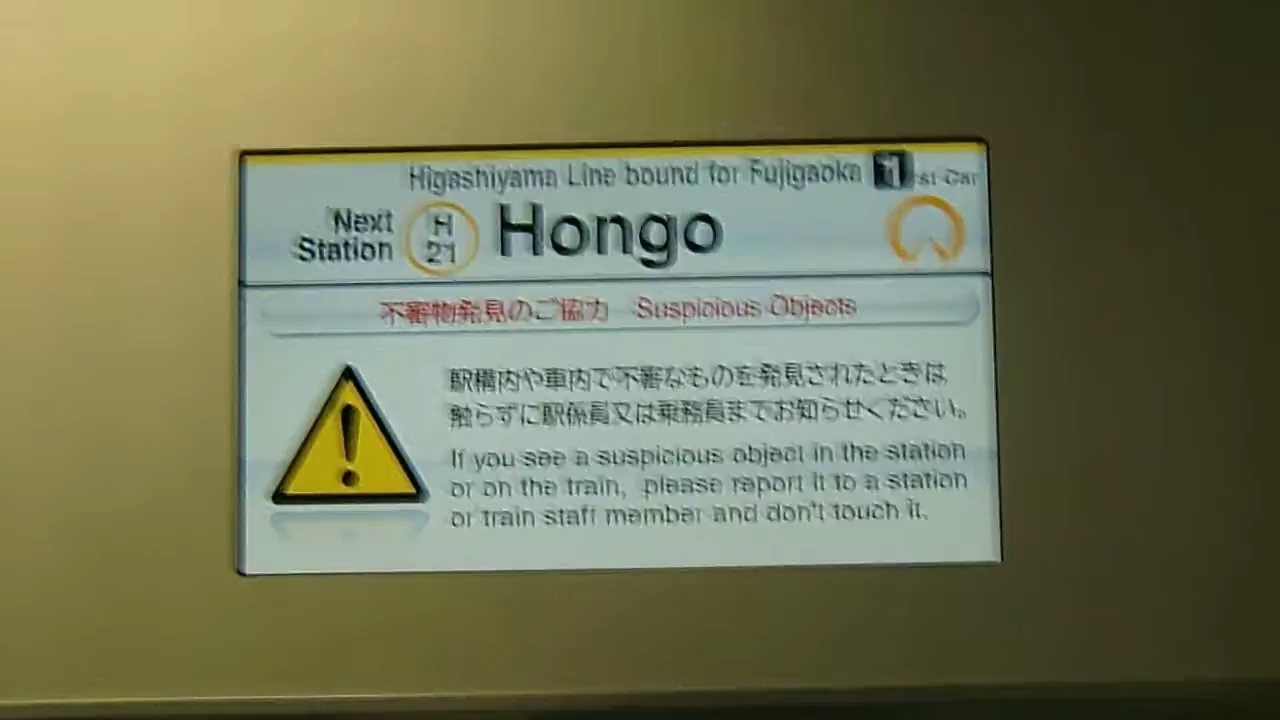 Higashiyama Line bound for Fujigaoka 1st Car
Next Station H 21 Hongo
不審物発見のご協力 Suspicious Objects
駅構内や車内で不審なものを発見されたときは
触らずに駅係員又は乗務員までお知らせください。
If you see a suspicious object in the station
or on the train, please report it to a station
or train staff member and don't touch it.